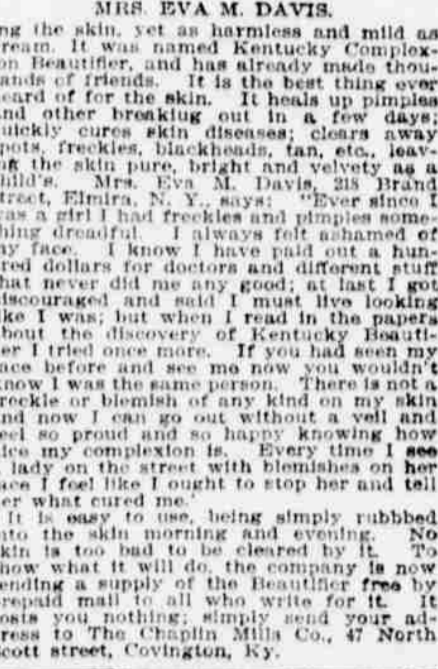 MRS. EVA M. DAVIS.
ng the skin, yet as harmless and mild as
ream. It was named Kentucky Complex-
on Beautifier, and has already made thou-
ands of friends. It is the best thing ever
eard of for the skin. It heals up pimples
nd other breaking out in a few days;
uickly cures skin diseases; clears away
pots, freckles, blackheads, tan, etc., leav-
ng the skin pure, bright and velvety as a
hild's. Mrs. Eva M. Davis, 218 Brand
treet, Elmira, N. Y., says: "Ever since I
as a girl I had freckles and pimples some-
hing dreadful. I always felt ashamed of
y face. I know I have paid out a hun-
red dollars for doctors and different stuff
hat never did me any good; at last I got
iscouraged and said I must live looking
ike I was; but when I read in the papers
bout the discovery of Kentucky Beauti-
er I tried once more. If you had seen my
ace before and see me now you wouldn't
now I was the same person. There is not a
reckle or blemish of any kind on my skin
nd now I can go out without a veil and
eel so proud and so happy knowing how
ice my complexion is. Every time I see
lady on the street with blemishes on her
ace I feel like I ought to stop her and tell
er what cured me.'
It is easy to use, being simply rubbbed
nto the skin morning and evening. No
kin is too bad to be cleared by it. To
how what it will do, the company is now
ending a supply of the Beautifier free by
repaid mail to all who write for it. It
osts you nothing; simply send your ad-
ress to The Chaplin Mills Co., 47 North
cott street, Covington, Ky.